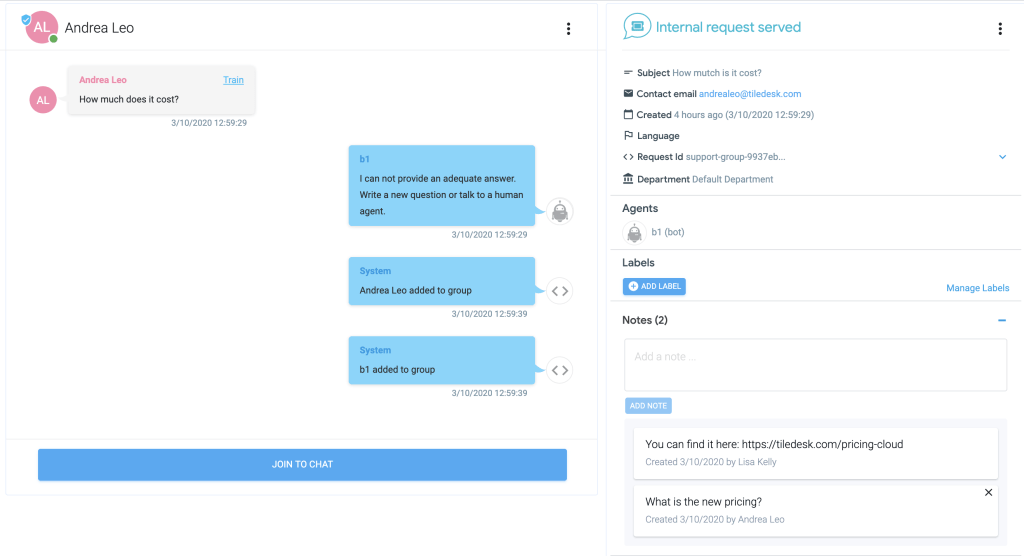 AL
Andrea Leo
Andrea Leo Train
AL
How much does it cost?
3/10/2020 12:59:29
b1
I can not provide an adequate answer.
Write a new question or talk to a human
agent.
3/10/2020 12:59:29
System
Andrea Leo added to group
3/10/2020 12:59:39
System
b1 added to group
3/10/2020 12:59:39
JOIN TO CHAT
Internal request served
Subject How mutch is it cost?
Contact email andrealeo@tiledesk.com
Created 4 hours ago (3/10/2020 12:59:29)
Language
Request Id support-group-9937eb...
Department Default Department
Agents
b1 (bot)
Labels
ADD LABEL
Manage Labels
Notes (2)
Add a note ...
ADD NOTE
You can find it here: https://tiledesk.com/pricing-cloud
Created 3/10/2020 by Lisa Kelly
What is the new pricing?
Created 3/10/2020 by Andrea Leo